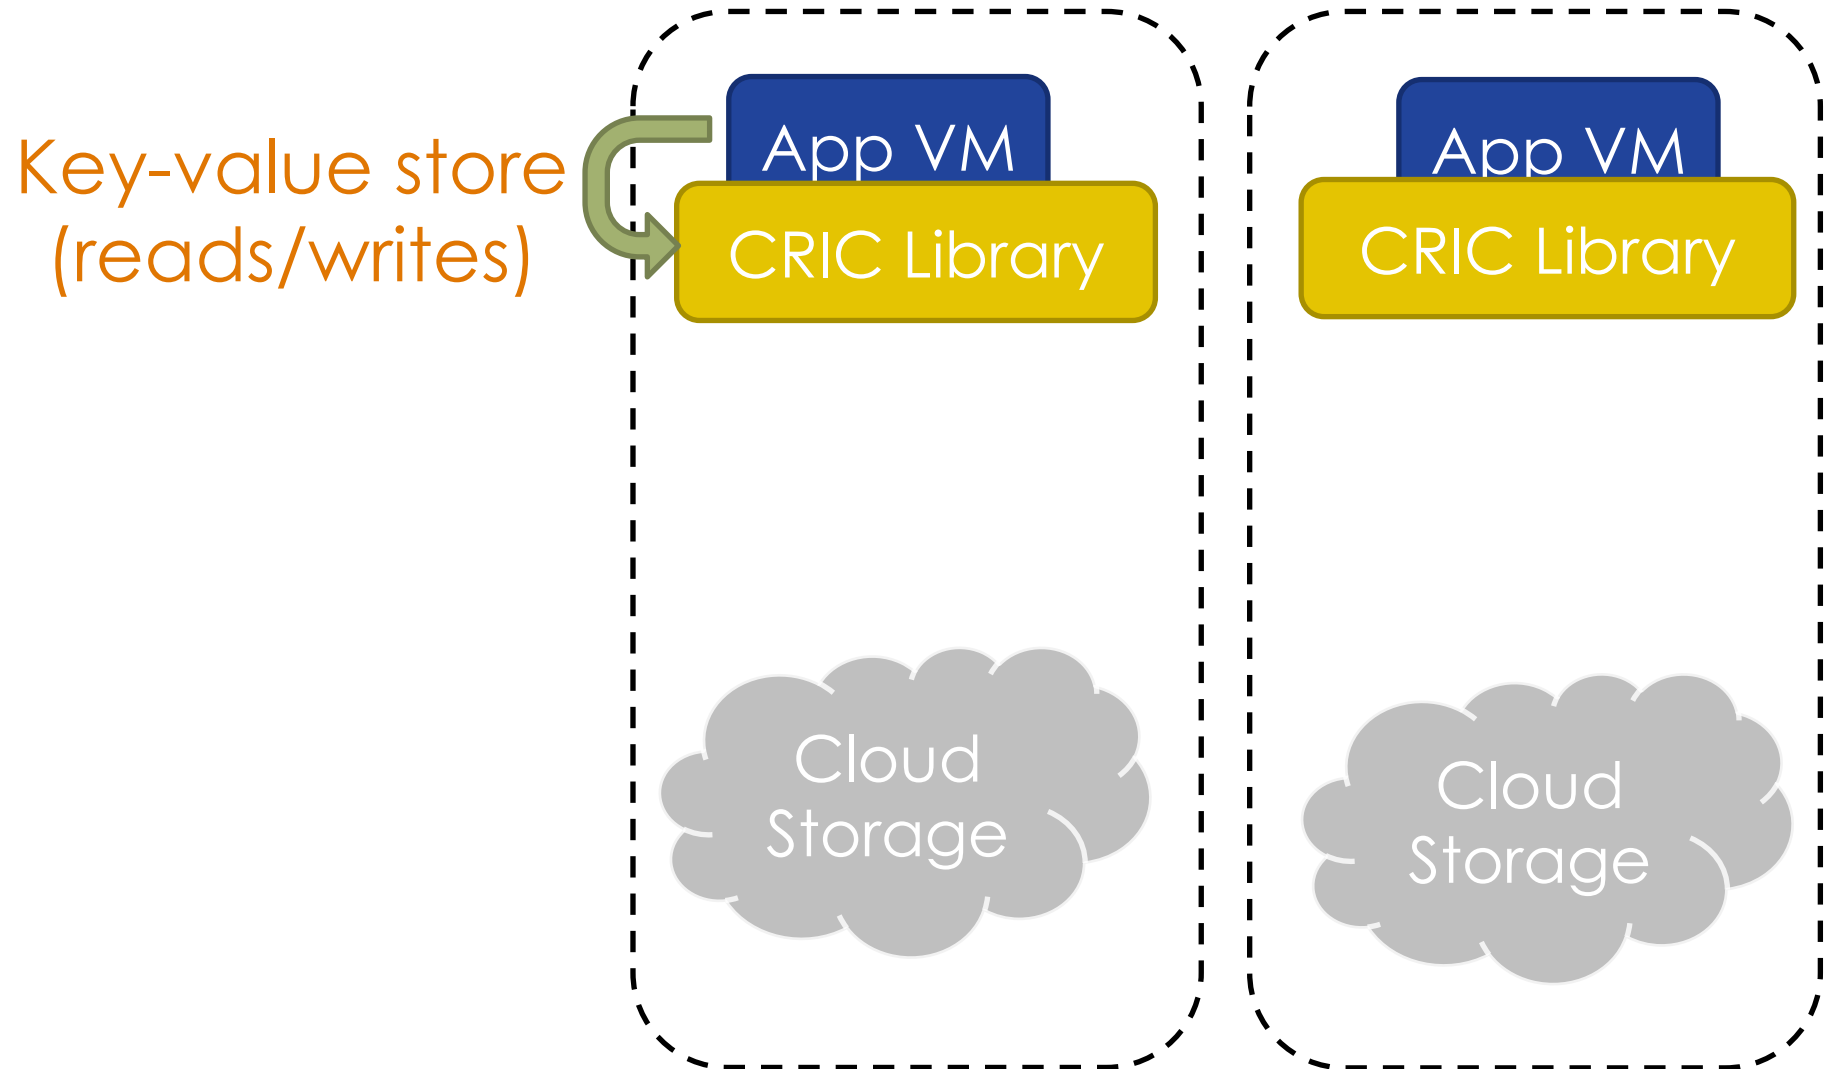 Key-value store
(reads/writes)
App VM
CRIC Library
Cloud
Storage
App VM
CRIC Library
Cloud
Storage